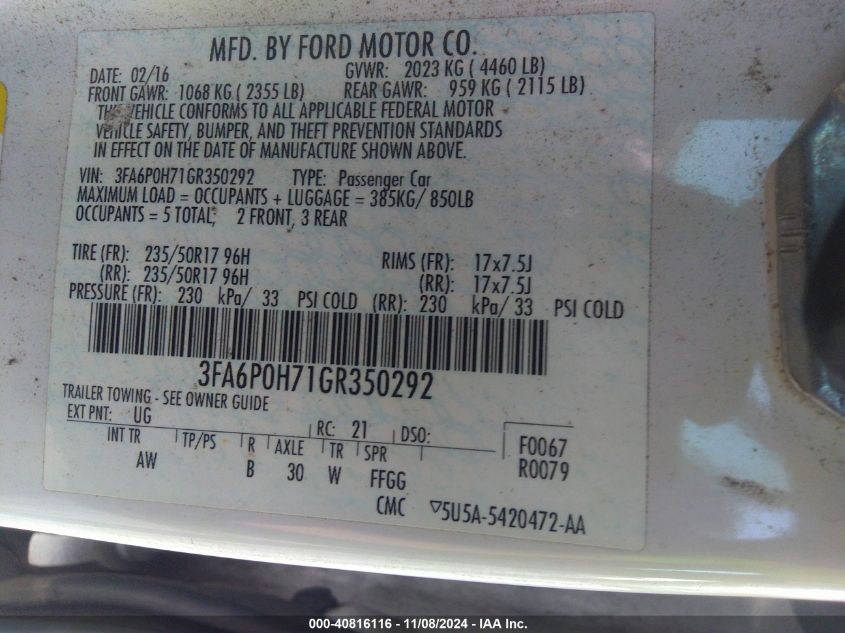 MFD. BY FORD MOTOR CO.
DATE: 02/16 GVWR: 2023 KG ( 4460 LB)
FRONT GAWR: 1068 KG ( 2355 LB) REAR GAWR: 959 KG ( 2115 LB)
VEHICLE CONFORMS TO ALL APPLICABLE FEDERAL MOTOR
VEHICLE SAFETY, BUMPER, AND THEFT PREVENTION STANDARDS
IN EFFECT ON THE DATE OF MANUFACTURE SHOWN ABOVE.
VIN: 3FA6P0H71GR350292 TYPE: Passenger Car
MAXIMUM LOAD = OCCUPANTS + LUGGAGE = 385KG/ 850LB
OCCUPANTS = 5 TOTAL; 2 FRONT, 3 REAR
TIRE (FR): 235/50R17 96H RIMS (FR): 17x7.5J
(RR): 235/50R17 96H (RR): 17x7.5J
PRESSURE (FR): 230 kPa/ 33 PSI COLD (RR): 230 kPa/ 33 PSI COLD
3FA6P0H71GR350292
TRAILER TOWING - SEE OWNER GUIDE
EXT PNT: UG RC: 21 DSO: F0067
INT TR TP/PS R AXLE TR SPR R0079
AW B 30 W FFGG
CMC ▽5U5A-5420472-AA
000-40816116 - 11/08/2024 - IAA Inc.